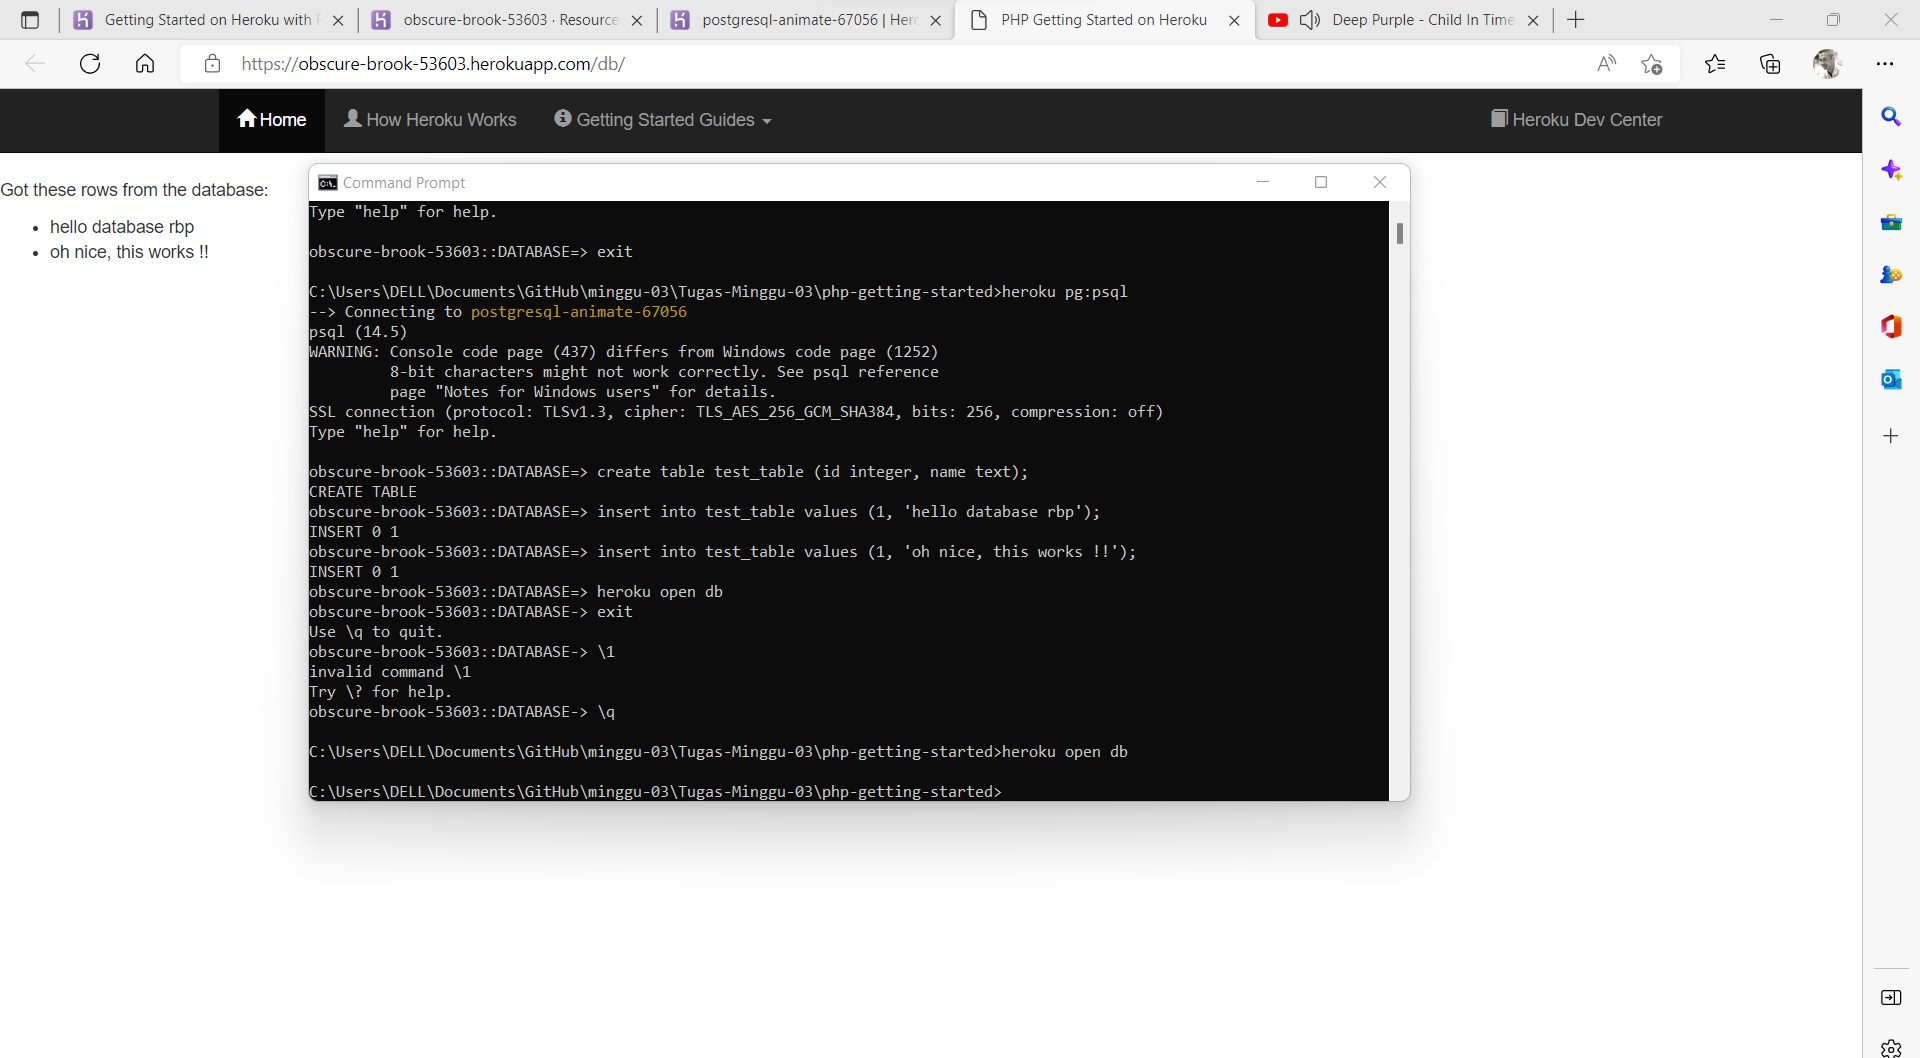 Getting Started on Heroku with
obscure-brook-53603 · Resource
postgresql-animate-67056 | Her
PHP Getting Started on Heroku
Deep Purple - Child In Time
https://obscure-brook-53603.herokuapp.com/db/
Home
How Heroku Works
Getting Started Guides
Heroku Dev Center
Got these rows from the database:
• hello database rbp
• oh nice, this works !!
Command Prompt
Type "help" for help.
obscure-brook-53603::DATABASE=> exit
C:\Users\DELL\Documents\GitHub\minggu-03\Tugas-Minggu-03\php-getting-started>heroku pg:psql
--> Connecting to postgresql-animate-67056
psql (14.5)
WARNING: Console code page (437) differs from Windows code page (1252)
8-bit characters might not work correctly. See psql reference
page "Notes for Windows users" for details.
SSL connection (protocol: TLSv1.3, cipher: TLS_AES_256_GCM_SHA384, bits: 256, compression: off)
Type "help" for help.
obscure-brook-53603::DATABASE=> create table test_table (id integer, name text);
CREATE TABLE
obscure-brook-53603::DATABASE=> insert into test_table values (1, 'hello database rbp');
INSERT 0 1
obscure-brook-53603::DATABASE=> insert into test_table values (1, 'oh nice, this works !!');
INSERT 0 1
obscure-brook-53603::DATABASE=> heroku open db
obscure-brook-53603::DATABASE-> exit
Use \q to quit.
obscure-brook-53603::DATABASE-> \1
invalid command \1
Try \? for help.
obscure-brook-53603::DATABASE-> \q
C:\Users\DELL\Documents\GitHub\minggu-03\Tugas-Minggu-03\php-getting-started>heroku open db
C:\Users\DELL\Documents\GitHub\minggu-03\Tugas-Minggu-03\php-getting-started>